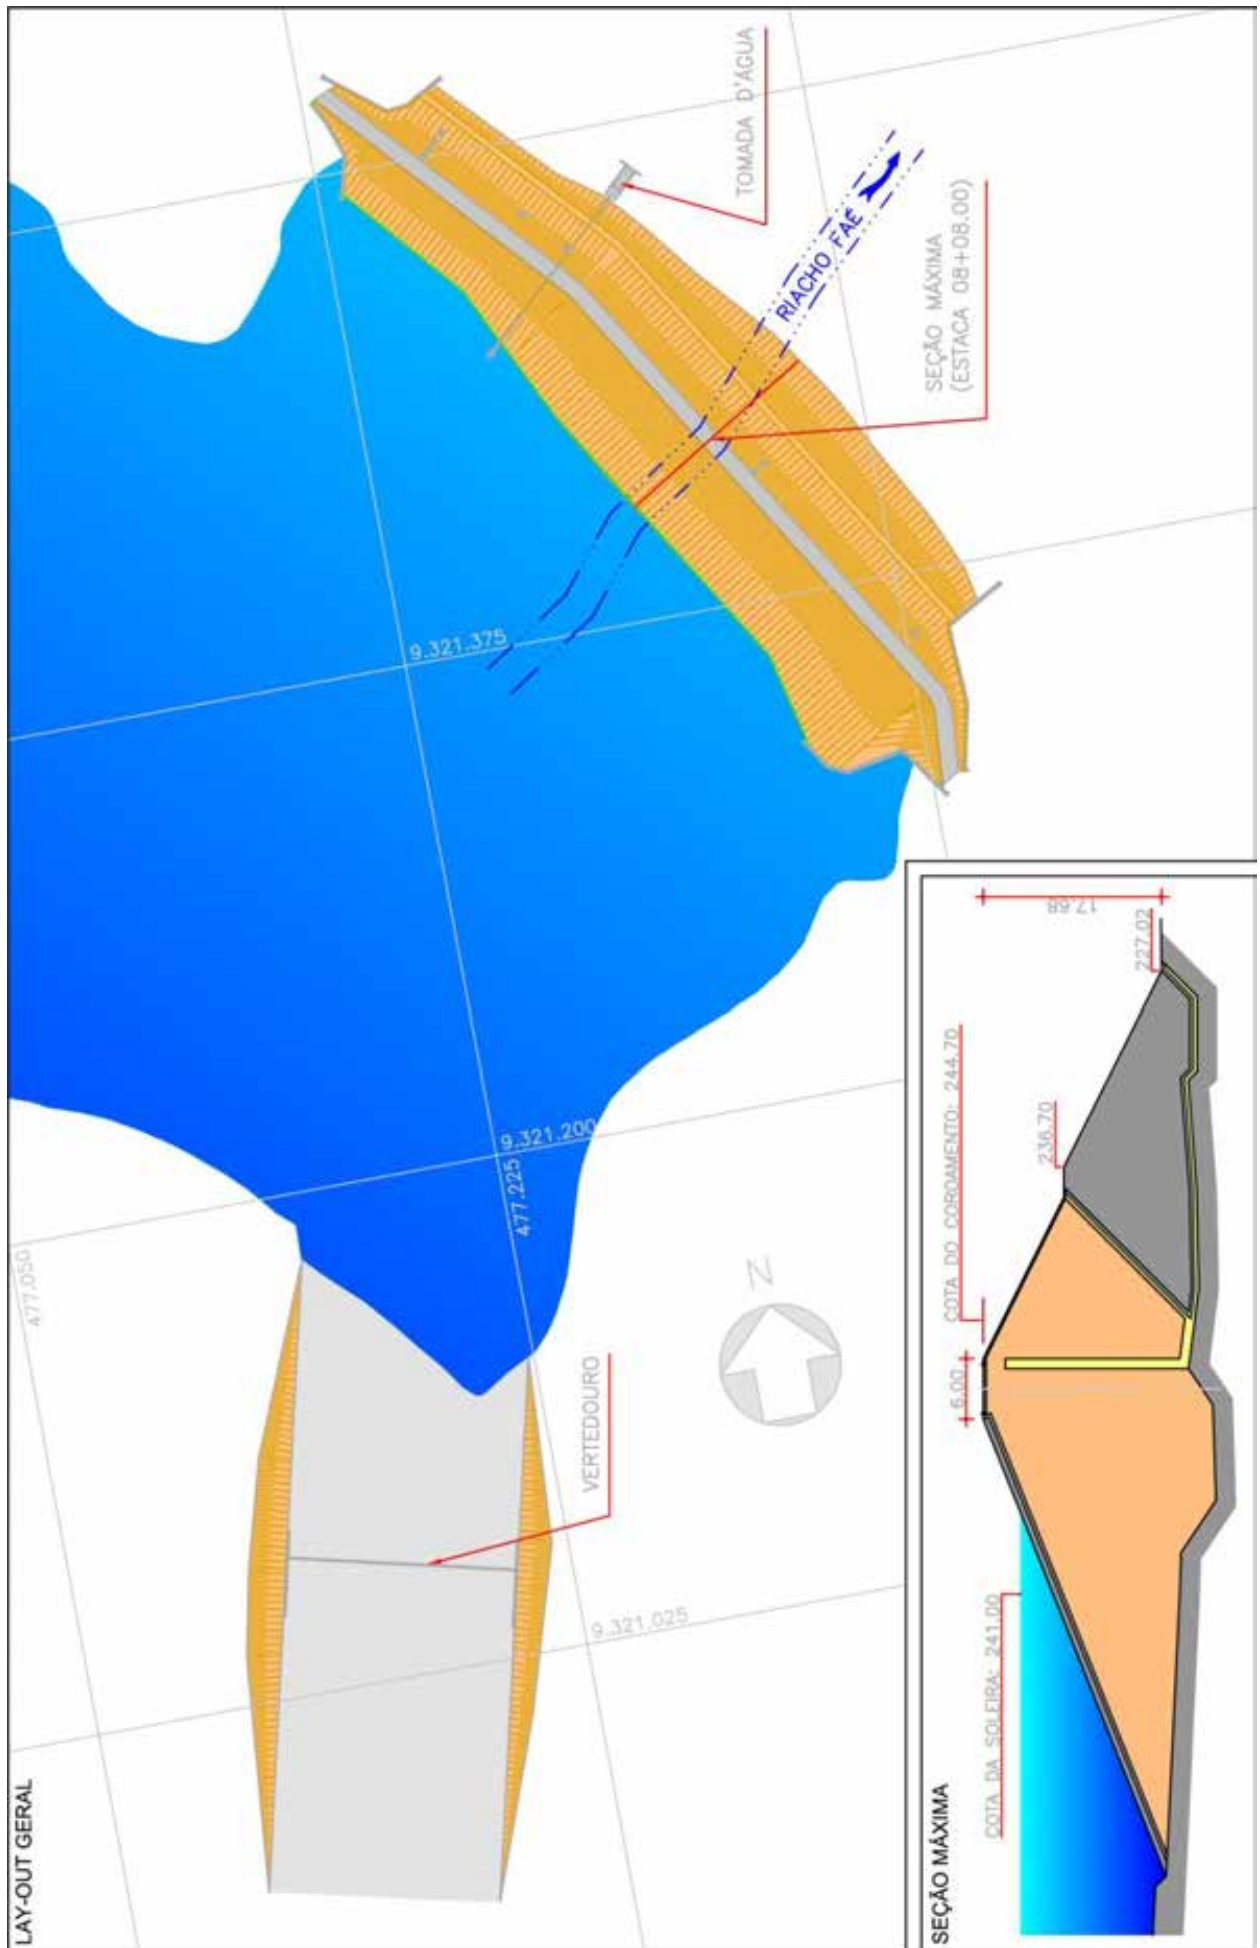 LAY-OUT GERAL
TOMADA D'ÁGUA
RIACHO FAÉ
SEÇÃO MÁXIMA
(ESTACA 08+08.00)
9.321.375
9.321.200
477.225
477.050
N
VERTEDOURO
9.321.025
SEÇÃO MÁXIMA
COTA DA SOLEIRA: 241.00
6.00
COTA DO COROAMENTO: 244.70
236.70
227.02
17.68